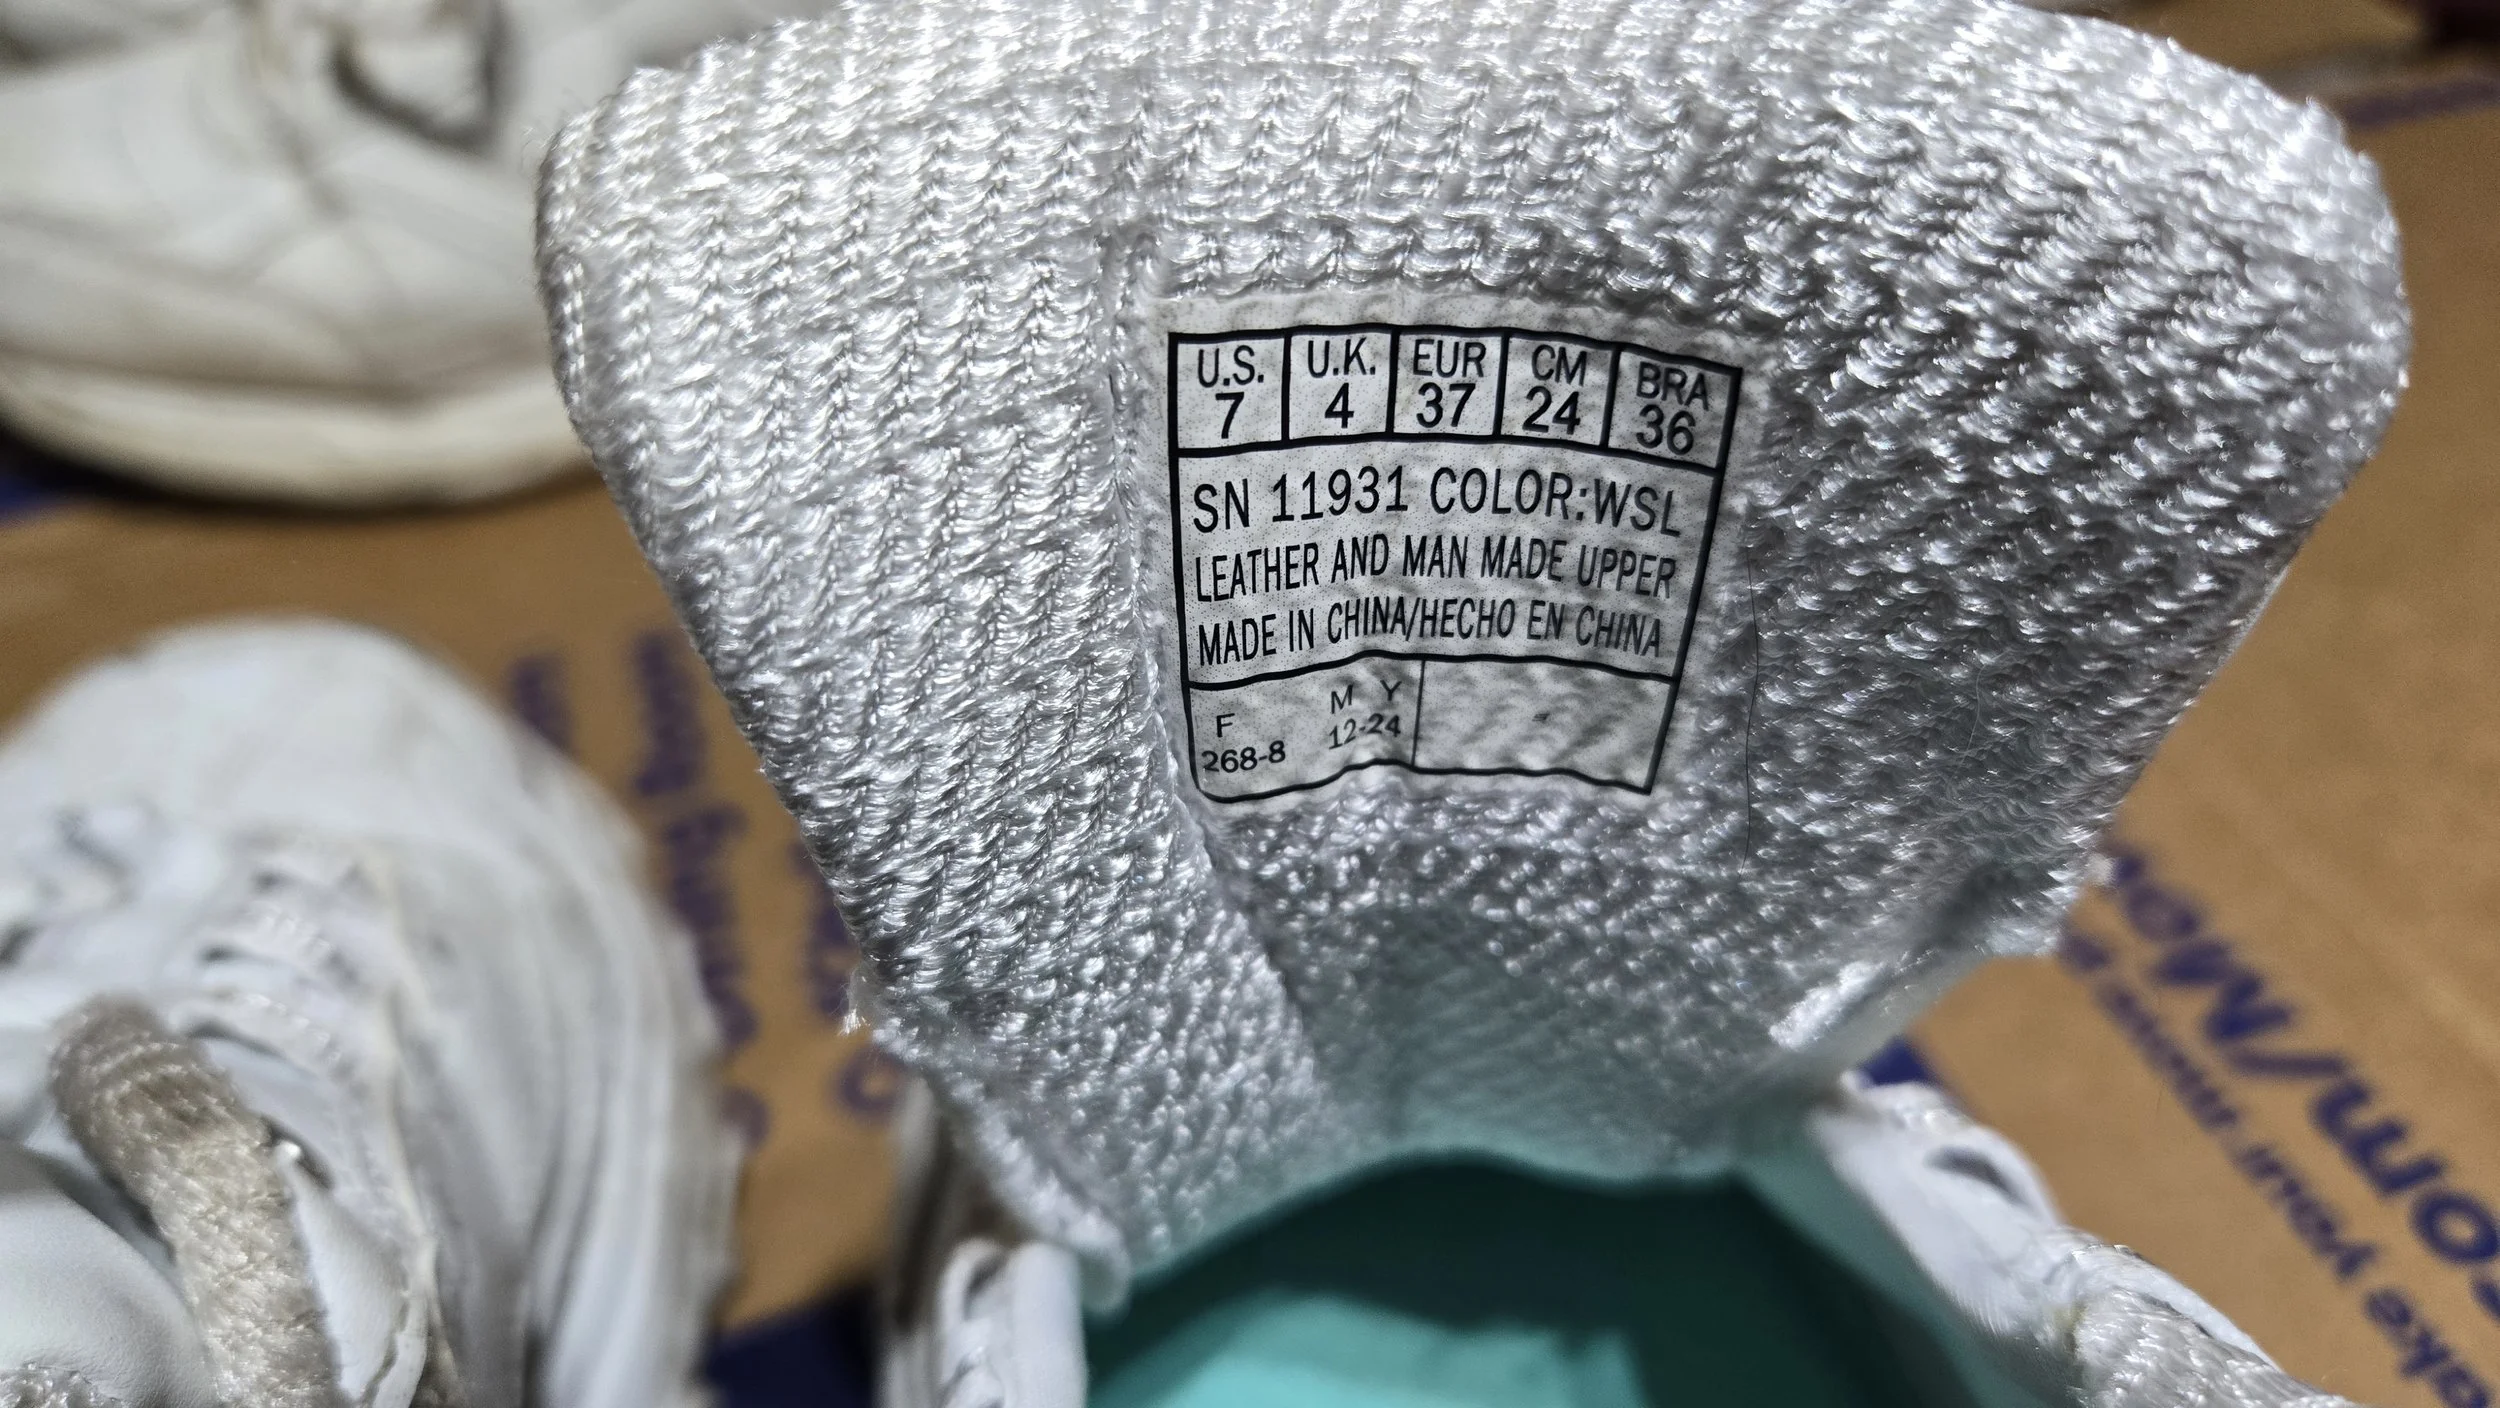 U.S. U.K. EUR CM BRA
7 4 37 24 36
SN 11931 COLOR:WSL
LEATHER AND MAN MADE UPPER
MADE IN CHINA/HECHO EN CHINA
F M Y
268-8 12-24